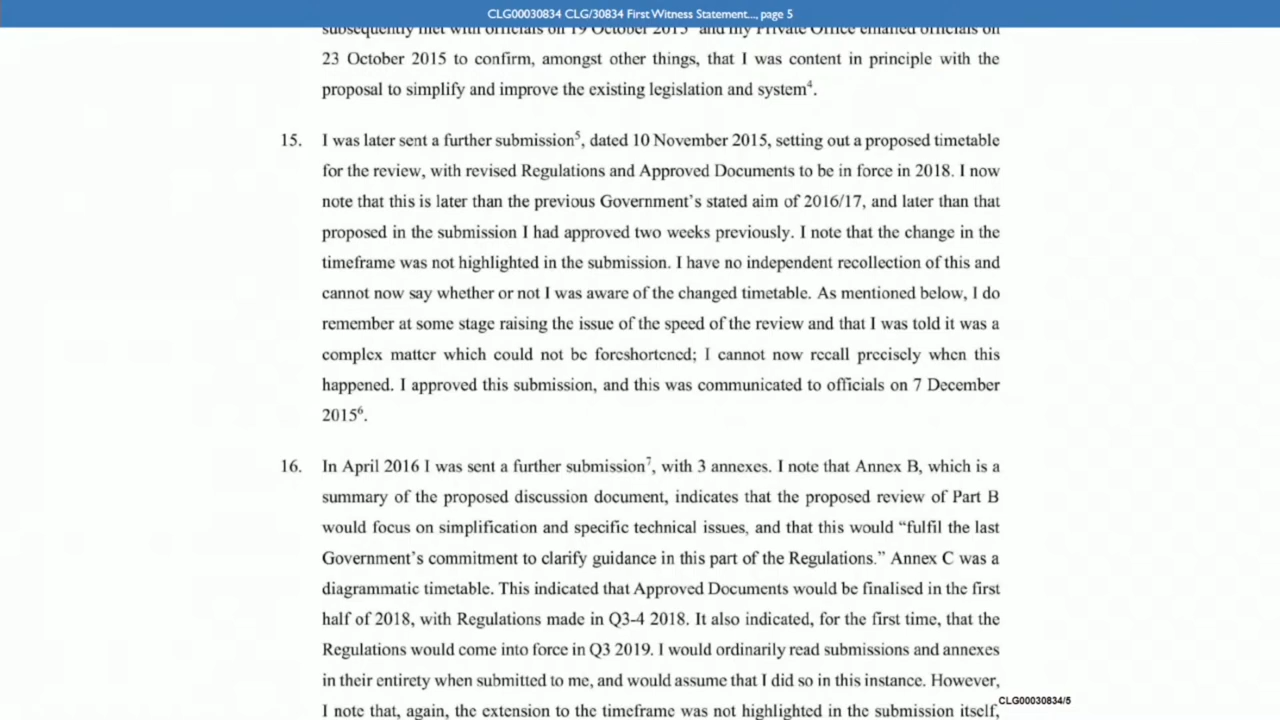 CLG00030834 CLG/30834 First Witness Statement..., page 5
subsequently met with officials on 19 October 2015 and my Private Office emailed officials on
23 October 2015 to confirm, amongst other things, that I was content in principle with the
proposal to simplify and improve the existing legislation and system⁴.
15. I was later sent a further submission⁵, dated 10 November 2015, setting out a proposed timetable
for the review, with revised Regulations and Approved Documents to be in force in 2018. I now
note that this is later than the previous Government's stated aim of 2016/17, and later than that
proposed in the submission I had approved two weeks previously. I note that the change in the
timeframe was not highlighted in the submission. I have no independent recollection of this and
cannot now say whether or not I was aware of the changed timetable. As mentioned below, I do
remember at some stage raising the issue of the speed of the review and that I was told it was a
complex matter which could not be foreshortened; I cannot now recall precisely when this
happened. I approved this submission, and this was communicated to officials on 7 December
2015⁶.
16. In April 2016 I was sent a further submission⁷, with 3 annexes. I note that Annex B, which is a
summary of the proposed discussion document, indicates that the proposed review of Part B
would focus on simplification and specific technical issues, and that this would “fulfil the last
Government's commitment to clarify guidance in this part of the Regulations.” Annex C was a
diagrammatic timetable. This indicated that Approved Documents would be finalised in the first
half of 2018, with Regulations made in Q3-4 2018. It also indicated, for the first time, that the
Regulations would come into force in Q3 2019. I would ordinarily read submissions and annexes
in their entirety when submitted to me, and would assume that I did so in this instance. However,
I note that, again, the extension to the timeframe was not highlighted in the submission itself,
CLG00030834/5